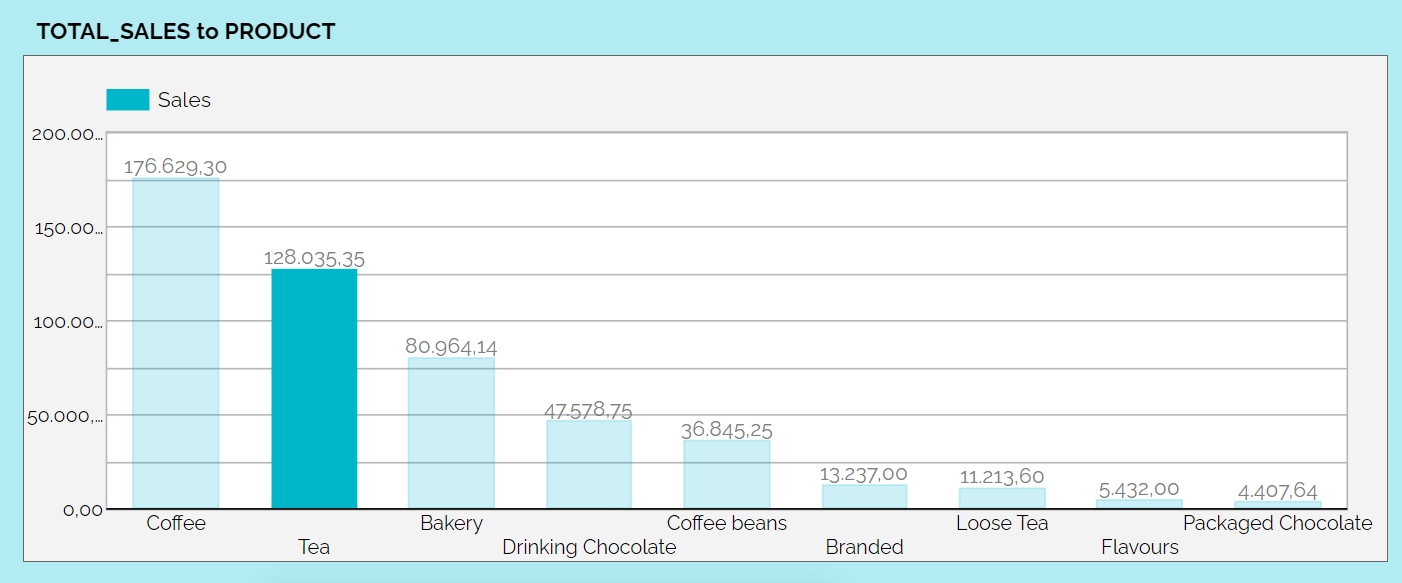 TOTAL_SALES to PRODUCT
Sales
200.00...
176.629,30
150.00...
128.035,35
100.00...
80.964,14
50.000,...
47.578,75
36.845,25
13.237,00
11.213,60
5.432,00
4.407,64
0,00
Coffee
Tea
Bakery
Drinking Chocolate
Coffee beans
Branded
Loose Tea
Flavours
Packaged Chocolate